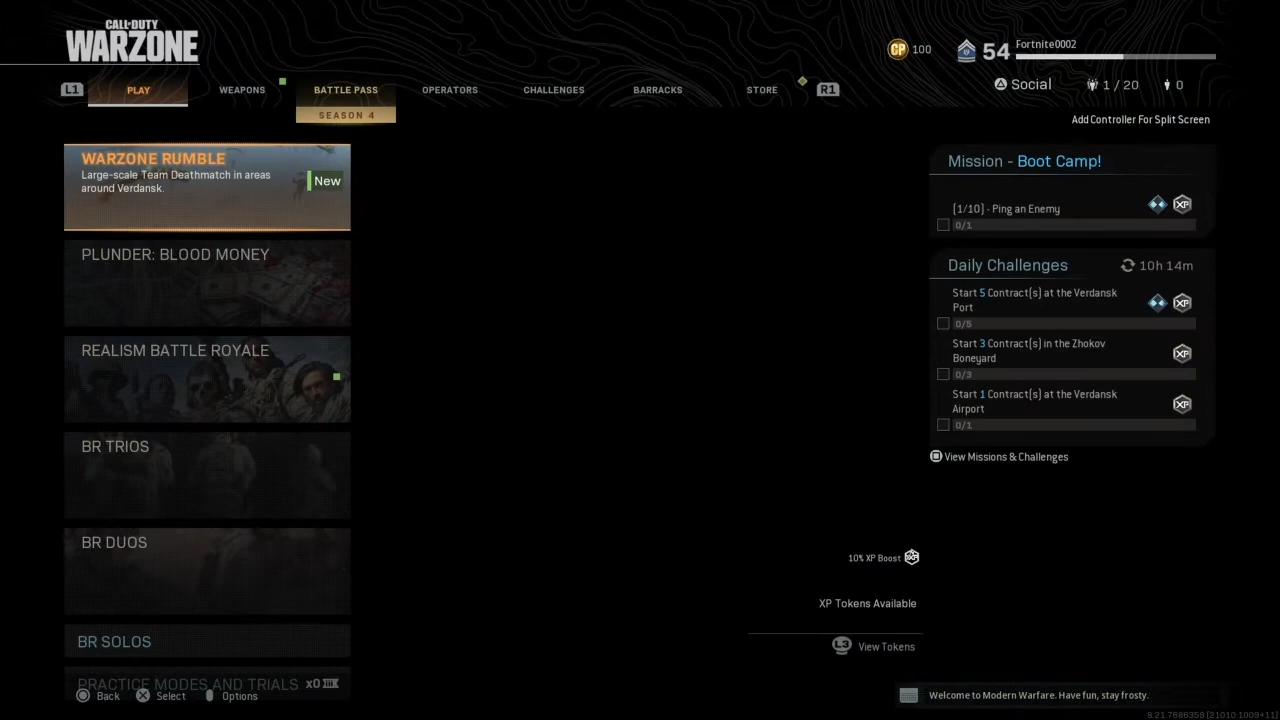 CALL OF DUTY
WARZONE
CP 100
54
Fortnite0002
L1
PLAY
WEAPONS
BATTLE PASS
OPERATORS
CHALLENGES
BARRACKS
STORE
R1
SEASON 4
Social
1 / 20
0
Add Controller For Split Screen
WARZONE RUMBLE
Large-scale Team Deathmatch in areas
around Verdansk.
New
PLUNDER: BLOOD MONEY
REALISM BATTLE ROYALE
BR TRIOS
BR DUOS
BR SOLOS
PRACTICE MODES AND TRIALS x0
Back
Select
Options
Mission - Boot Camp!
[1/10] - Ping an Enemy
XP
0/1
Daily Challenges
10h 14m
Start 5 Contract(s) at the Verdansk
Port
XP
0/5
Start 3 Contract(s) in the Zhokov
Boneyard
XP
0/3
Start 1 Contract(s) at the Verdansk
Airport
XP
0/1
View Missions & Challenges
10% XP Boost
XP Tokens Available
L3 View Tokens
Welcome to Modern Warfare. Have fun, stay frosty.